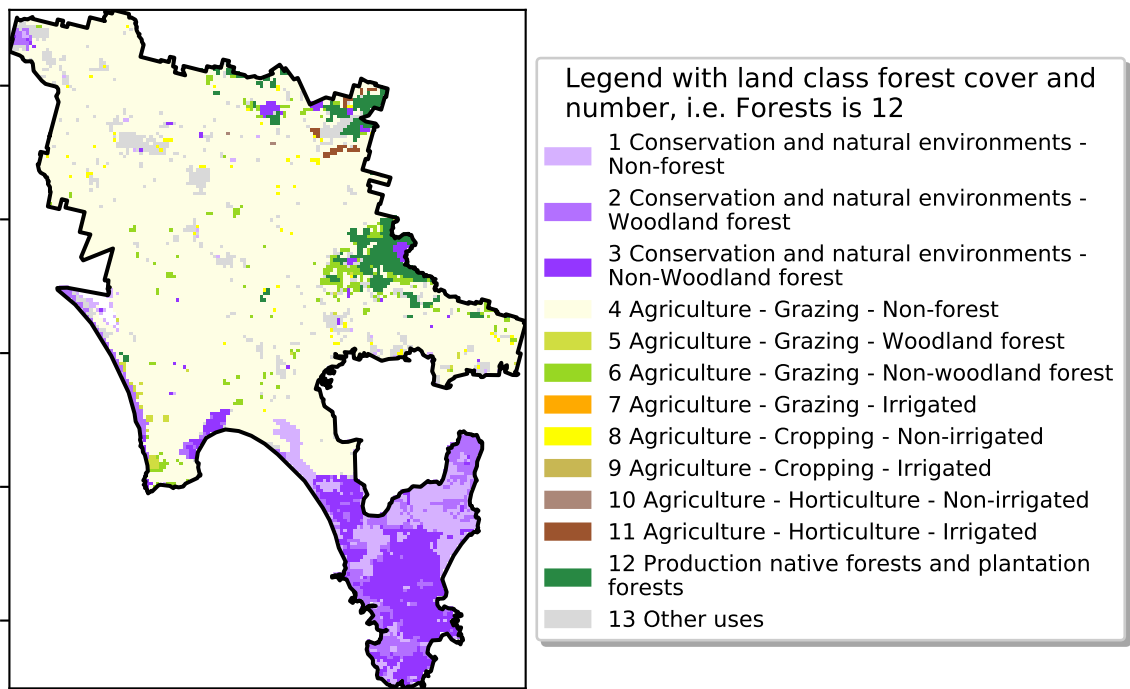 Legend with land class forest cover and
number, i.e. Forests is 12
1 Conservation and natural environments -
Non-forest
2 Conservation and natural environments -
Woodland forest
3 Conservation and natural environments -
Non-Woodland forest
4 Agriculture - Grazing - Non-forest
5 Agriculture - Grazing - Woodland forest
6 Agriculture - Grazing - Non-woodland forest
7 Agriculture - Grazing - Irrigated
8 Agriculture - Cropping - Non-irrigated
9 Agriculture - Cropping - Irrigated
10 Agriculture - Horticulture - Non-irrigated
11 Agriculture - Horticulture - Irrigated
12 Production native forests and plantation
forests
13 Other uses